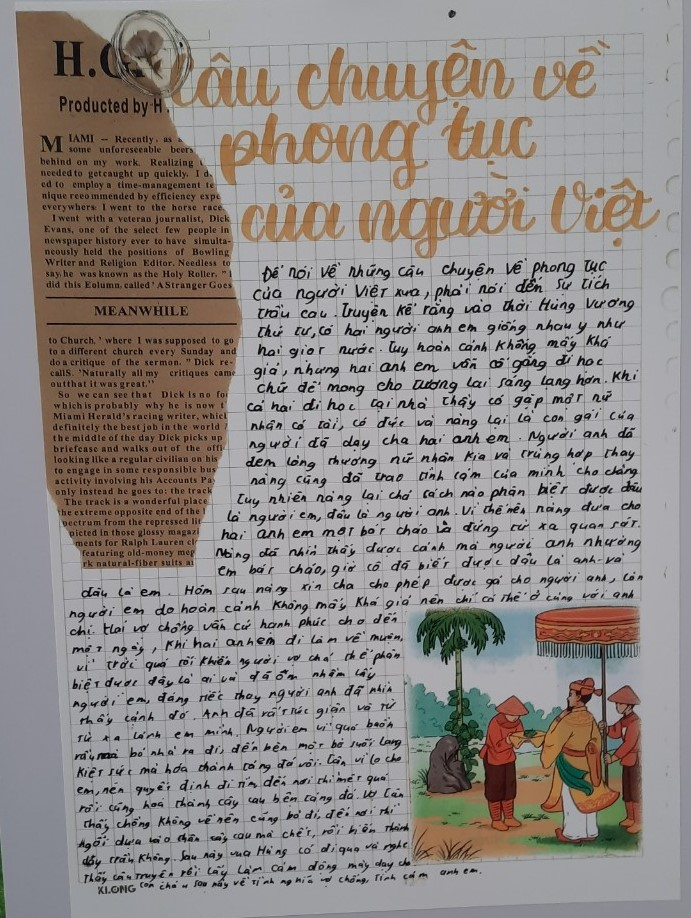 H.G.
Producted by H
Câu chuyện về
phong tục
của người Việt
MIAMI — Recently, as
some unforeseeable beers
behind on my work. Realizing
needed to get caught up quickly. I d
ed to employ a time-management te
nique recommended by efficiency expe
everywhere: I went to the horse race.
I went with a veteran journalist, Dick
Evans, one of the select few people in
newspaper history ever to have simulta-
neously held the positions of Bowling
Writer and Religion Editor. Needless to
say, he was known as the Holy Roller. "I
did this Eolumn. called 'A Stranger Goes
MEANWHILE
to Church,' where I was supposed to go
to a different church every Sunday and
do a critique of the sermon. " Dick re-
callS. 'Naturally all my critiques came
outthat it was great."
So we can see that Dick is no fo
which is probably why he is now t
Miami Herald's racing writer, which
definitely the best job in the world
the middle of the day Dick picks up
briefcase and walks out of the offi
looking like a regular civilian on his
to engage in some responsible bus
activity involving his Accounts Pa
only instead he goes to: the track
The track is a wonderful place
the extreme opposite end of the
pectrum from the repressed lif
picted in those glossy magaz
ments for Ralph Lauren cl
featuring old-money mep
rk natural-fiber suits a
Để nói về những câu chuyện về phong tục
của người Việt xưa, phải nói đến sự tích
trầu cau. Truyện kể rằng vào thời Hùng Vương
thứ tư, có hai người anh em giống nhau y như
hai giọt nước. Tuy hoàn cảnh không mấy khá
giả, nhưng hai anh em vẫn cố gắng đi học
chữ để mong cho tương lai sáng lạng hơn. Khi
cả hai đi học tại nhà thầy có gặp một nữ
nhân có tài, có đức và nàng lại là con gái của
người đã dạy cha hai anh em. Người anh đã
đem lòng thương nữ nhân kia và trùng hợp thay
nàng cũng đã trao tình cảm của mình cho chàng
Tuy nhiên nàng lại chả cách nào phân biệt được đâu
là người em, đâu là người anh. Vì thế nên nàng đưa cho
hai anh em một bát cháo và đứng từ xa quan sát.
Nàng đã nhìn thấy được cảnh mà người anh nhường
em bát cháo, giờ cô đã biết được đâu là anh và
đâu là em. Hôm sau nàng xin cha cho phép được gả cho người anh, còn
người em do hoàn cảnh không mấy khá giả nên chỉ có thể ở cùng với anh
chị. Hai vợ chồng vẫn cứ hạnh phúc cho đến
một ngày, khi hai anh em đi làm về muộn,
vì trời quá tối khiến người vợ chả thể phân
biệt được đây là ai và đã ôm nhầm lấy
người em, đáng tiếc thay người anh đã nhìn
thấy cảnh đó. Anh đã rất tức giận và từ
từ xa lánh em mình. Người em vì quá buồn
rầu mà bỏ nhà ra đi, đến bên một bờ suối lang
kiệt sức mà hóa thành tảng đá vôi. Còn vì lo cho
em, nên quyết định đi tìm đến nơi thì mệt quá
rồi cũng hoá thành cây cau bên tảng đá. Vợ
thấy chồng không về nên cũng bỏ đi, đến nơi thì
ngồi dựa vào thân cây cau mà chết, rồi biến thành
dây trầu không. Sau này vua Hùng có đi qua và nghe
thấy câu truyện rồi lấy làm cảm động mấy dạy cho
KLONG con cháu sau này về tình nghĩa vợ chồng, tình cảm anh em.